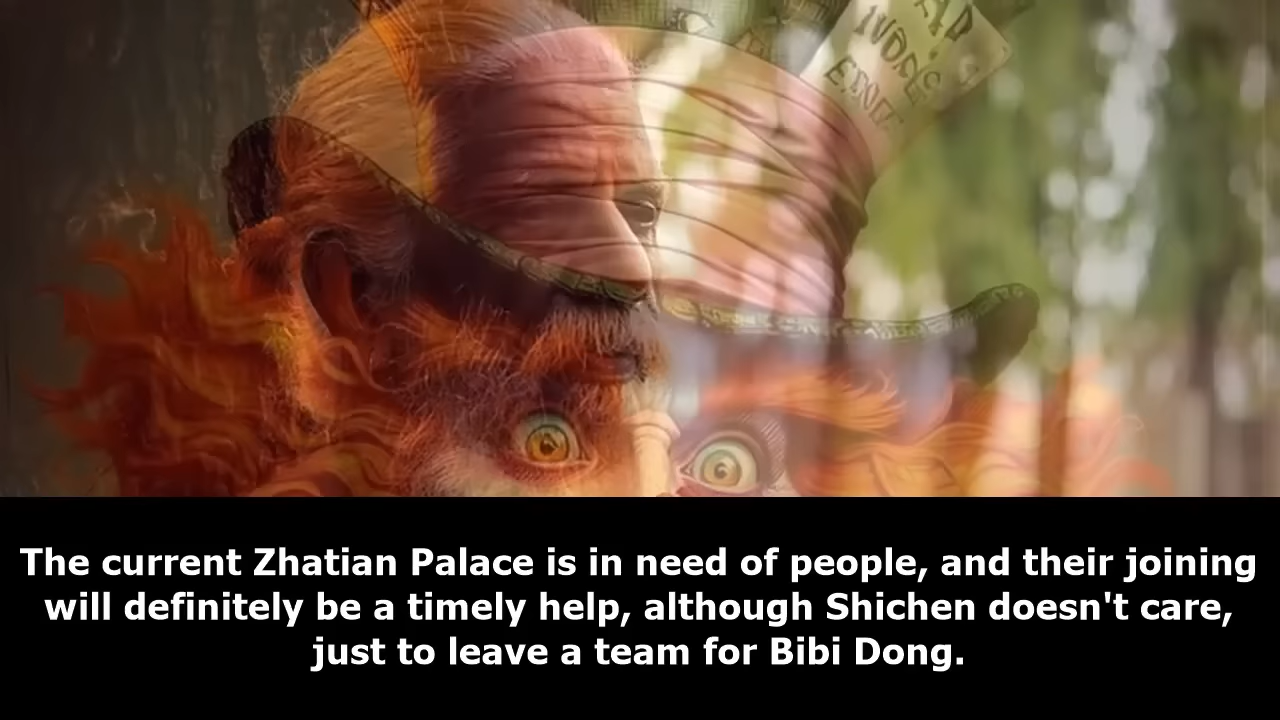 The current Zhatian Palace is in need of people, and their joining
will definitely be a timely help, although Shichen doesn't care,
just to leave a team for Bibi Dong.